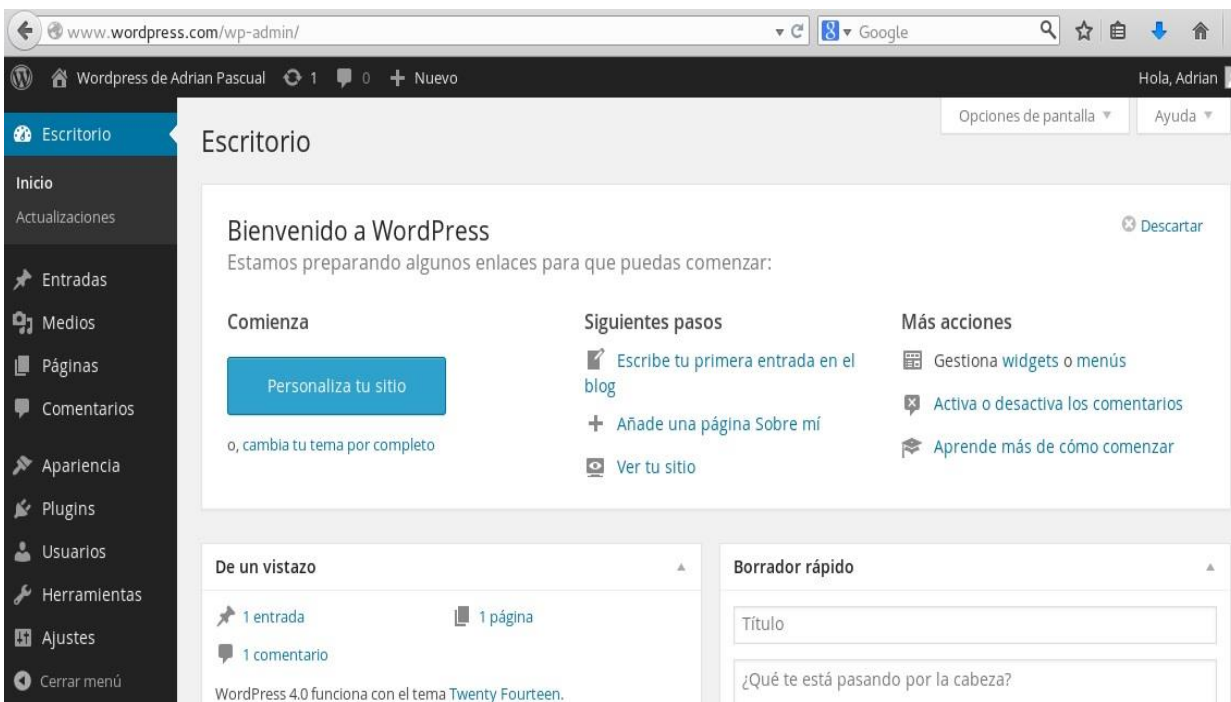 www.wordpress.com/wp-admin/
Google
Wordpress de Adrian Pascual 1 0 + Nuevo
Hola, Adrian
Escritorio
Inicio
Actualizaciones
Entradas
Medios
Páginas
Comentarios
Apariencia
Plugins
Usuarios
Herramientas
Ajustes
Cerrar menú
Opciones de pantalla
Ayuda
Escritorio
Bienvenido a WordPress
Descartar
Estamos preparando algunos enlaces para que puedas comenzar:
Comienza
Personaliza tu sitio
o, cambia tu tema por completo
Siguientes pasos
Escribe tu primera entrada en el
blog
Añade una página Sobre mí
Ver tu sitio
Más acciones
Gestiona widgets o menús
Activa o desactiva los comentarios
Aprende más de cómo comenzar
De un vistazo
1 entrada
1 página
1 comentario
WordPress 4.0 funciona con el tema Twenty Fourteen.
Borrador rápido
Título
¿Qué te está pasando por la cabeza?